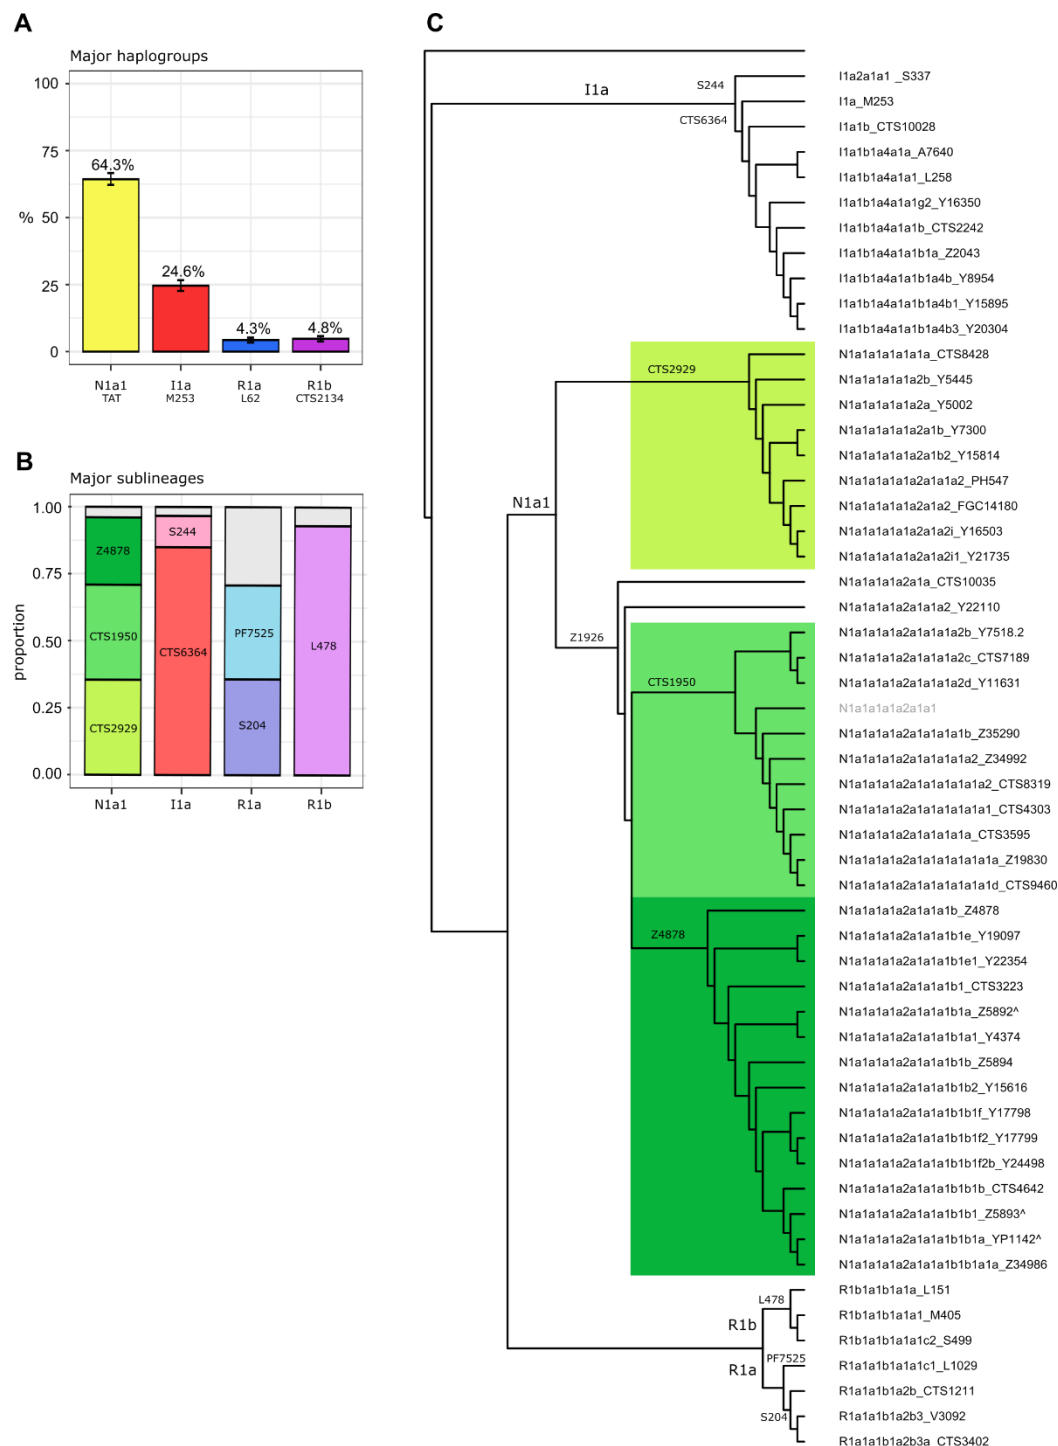 A
Major haplogroups
100
75
% 50
25
0
64.3%
24.6%
4.3%
4.8%
N1a1
TAT
I1a
M253
R1a
L62
R1b
CTS2134
B
Major sublineages
1.00
0.75
0.50
0.25
0.00
proportion
Z4878
CTS1950
CTS2929
S244
CTS6364
PF7525
S204
L478
N1a1
I1a
R1a
R1b
C
I1a
S244
CTS6364
N1a1
CTS2929
Z1926
CTS1950
Z4878
L478
R1b
PF7525
R1a
S204
I1a2a1a1 _S337
I1a_M253
I1a1b_CTS10028
I1a1b1a4a1a_A7640
I1a1b1a4a1a1_L258
I1a1b1a4a1a1g2_Y16350
I1a1b1a4a1a1b_CTS2242
I1a1b1a4a1a1b1a_Z2043
I1a1b1a4a1a1b1a4b_Y8954
I1a1b1a4a1a1b1a4b1_Y15895
I1a1b1a4a1a1b1a4b3_Y20304
N1a1a1a1a1a1a_CTS8428
N1a1a1a1a1a2b_Y5445
N1a1a1a1a1a2a_Y5002
N1a1a1a1a1a2a1b_Y7300
N1a1a1a1a1a2a1b2_Y15814
N1a1a1a1a1a2a1a2_PH547
N1a1a1a1a1a2a1a2_FGC14180
N1a1a1a1a1a2a1a2i_Y16503
N1a1a1a1a1a2a1a2i1_Y21735
N1a1a1a1a2a1a_CTS10035
N1a1a1a1a2a1a1a2_Y22110
N1a1a1a1a2a1a1a1a2b_Y7518.2
N1a1a1a1a2a1a1a1a2c_CTS7189
N1a1a1a1a2a1a1a1a2d_Y11631
N1a1a1a1a2a1a1
N1a1a1a1a2a1a1a1a1b_Z35290
N1a1a1a1a2a1a1a1a1a2_Z34992
N1a1a1a1a2a1a1a1a1a1a2_CTS8319
N1a1a1a1a2a1a1a1a1a1a1_CTS4303
N1a1a1a1a2a1a1a1a1a_CTS3595
N1a1a1a1a2a1a1a1a1a1a1a_Z19830
N1a1a1a1a2a1a1a1a1a1a1d_CTS9460
N1a1a1a1a2a1a1a1b_Z4878
N1a1a1a1a2a1a1a1b1e_Y19097
N1a1a1a1a2a1a1a1b1e1_Y22354
N1a1a1a1a2a1a1a1b1_CTS3223
N1a1a1a1a2a1a1a1b1a_Z5892^
N1a1a1a1a2a1a1a1b1a1_Y4374
N1a1a1a1a2a1a1a1b1b_Z5894
N1a1a1a1a2a1a1a1b1b2_Y15616
N1a1a1a1a2a1a1a1b1b1f_Y17798
N1a1a1a1a2a1a1a1b1b1f2_Y17799
N1a1a1a1a2a1a1a1b1b1f2b_Y24498
N1a1a1a1a2a1a1a1b1b1b_CTS4642
N1a1a1a1a2a1a1a1b1b1_Z5893^
N1a1a1a1a2a1a1a1b1b1a_YP1142^
N1a1a1a1a2a1a1a1b1b1a1a_Z34986
R1b1a1b1a1a_L151
R1b1a1b1a1a1_M405
R1b1a1b1a1a1c2_S499
R1a1a1b1a1a1c1_L1029
R1a1a1b1a2b_CTS1211
R1a1a1b1a2b3_V3092
R1a1a1b1a2b3a_CTS3402